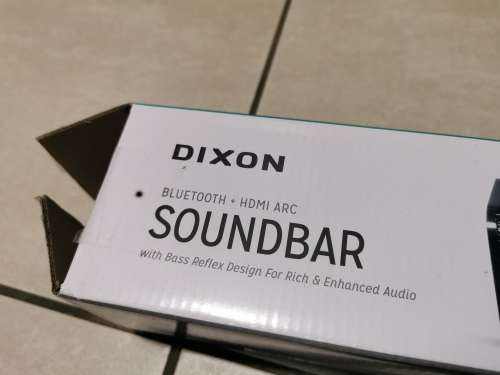 DIXON
BLUETOOTH + HDMI ARC
SOUNDBAR
with Bass Reflex Design For Rich & Enhanced Audio